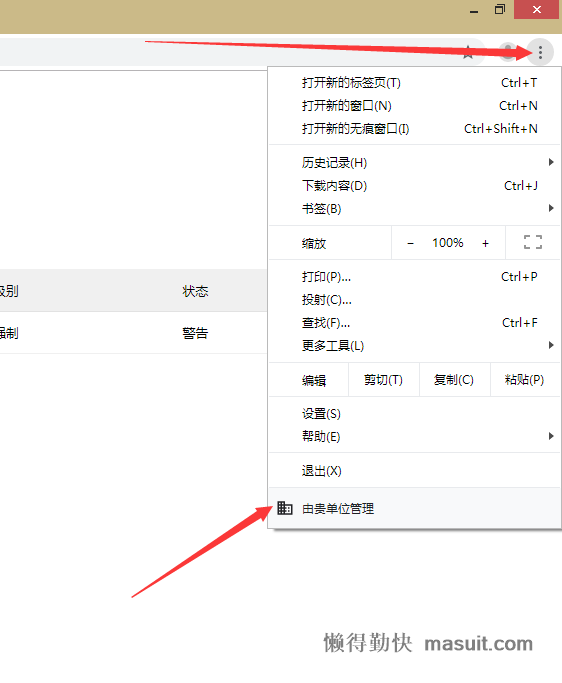 打开新的标签页(T) Ctrl+T
打开新的窗口(N) Ctrl+N
打开新的无痕窗口(I) Ctrl+Shift+N
历史记录(H)
下载内容(D) Ctrl+J
书签(B)
缩放 − 100% +
级别 状态
打印(P)... Ctrl+P
投射(C)...
查找(F)... Ctrl+F
强制 警告
更多工具(L)
编辑 剪切(T) 复制(C) 粘贴(P)
设置(S)
帮助(E)
退出(X)
由贵单位管理
懒得勤快 masuit.com